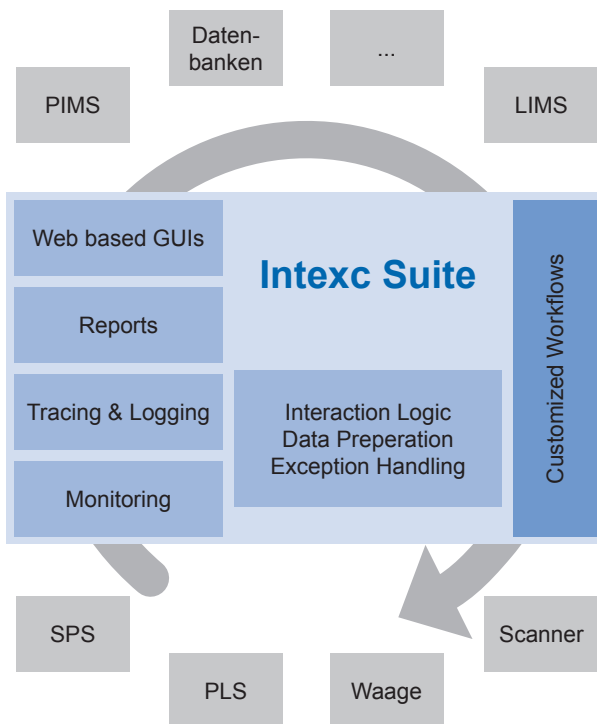 Daten-
banken
...
PIMS
LIMS
Web based GUIs
Intexc Suite
Reports
Tracing & Logging
Monitoring
Interaction Logic
Data Preperation
Exception Handling
Customized Workflows
SPS
Scanner
PLS
Waage